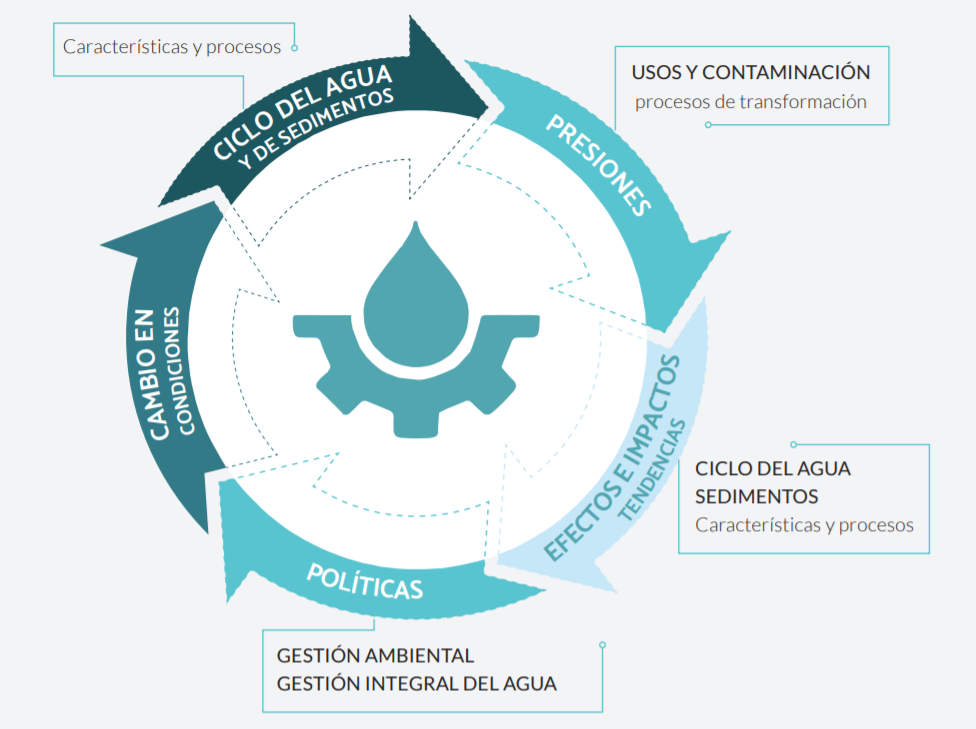 Características y procesos
CICLO DEL AGUA
Y DE SEDIMENTOS
USOS Y CONTAMINACIÓN
procesos de transformación
PRESIONES
EFECTOS E IMPACTOS
TENDENCIAS
CICLO DEL AGUA
SEDIMENTOS
Características y procesos
POLÍTICAS
GESTIÓN AMBIENTAL
GESTIÓN INTEGRAL DEL AGUA
CAMBIO EN
CONDICIONES